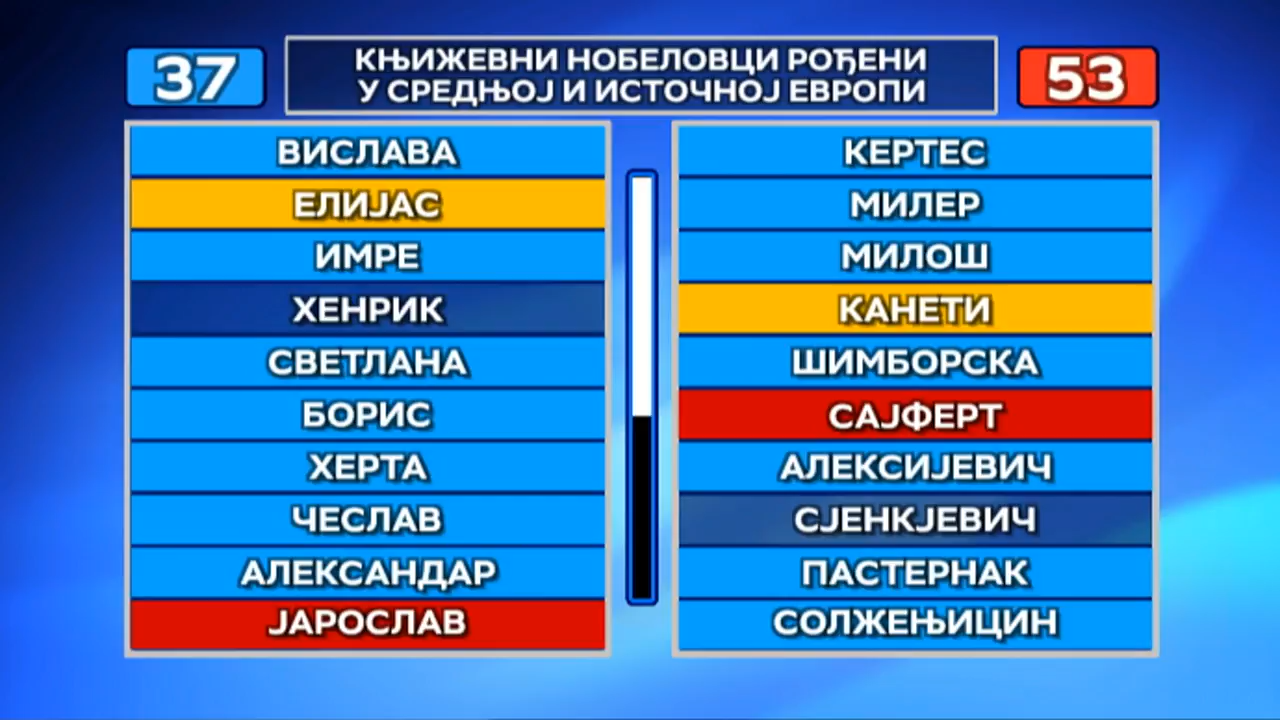 37
КЊИЖЕВНИ НОБЕЛОВЦИ РОЂЕНИ
У СРЕДЊОЈ И ИСТОЧНОЈ ЕВРОПИ
53
ВИСЛАВА
ЕЛИЈАС
ИМРЕ
ХЕНРИК
СВЕТЛАНА
БОРИС
ХЕРТА
ЧЕСЛАВ
АЛЕКСАНДАР
ЈАРОСЛАВ
КЕРТЕС
МИЛЕР
МИЛОШ
КАНЕТИ
ШИМБОРСКА
САЈФЕРТ
АЛЕКСИЈЕВИЧ
СЈЕНКЈЕВИЧ
ПАСТЕРНАК
СОЛЖЕЊИЦИН